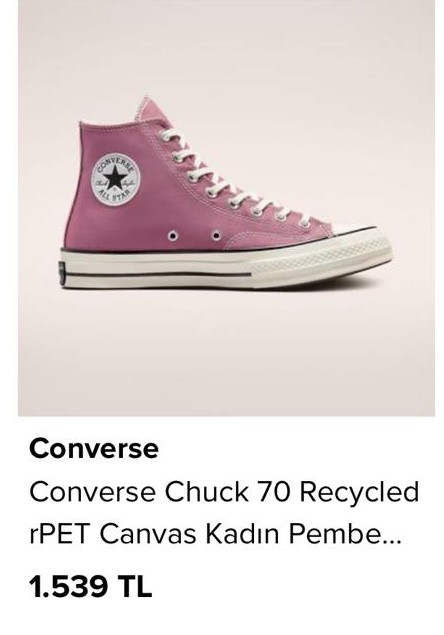 CONVERSE
ALL STAR
Converse
Converse Chuck 70 Recycled
rPET Canvas Kadın Pembe...
1.539 TL